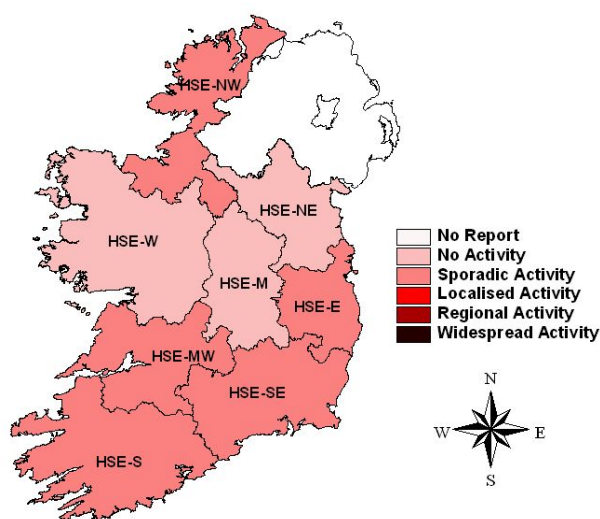 HSE-NW
HSE-NE
HSE-W
HSE-M
HSE-E
HSE-MW
HSE-SE
HSE-S
No Report
No Activity
Sporadic Activity
Localised Activity
Regional Activity
Widespread Activity
N
W E
S